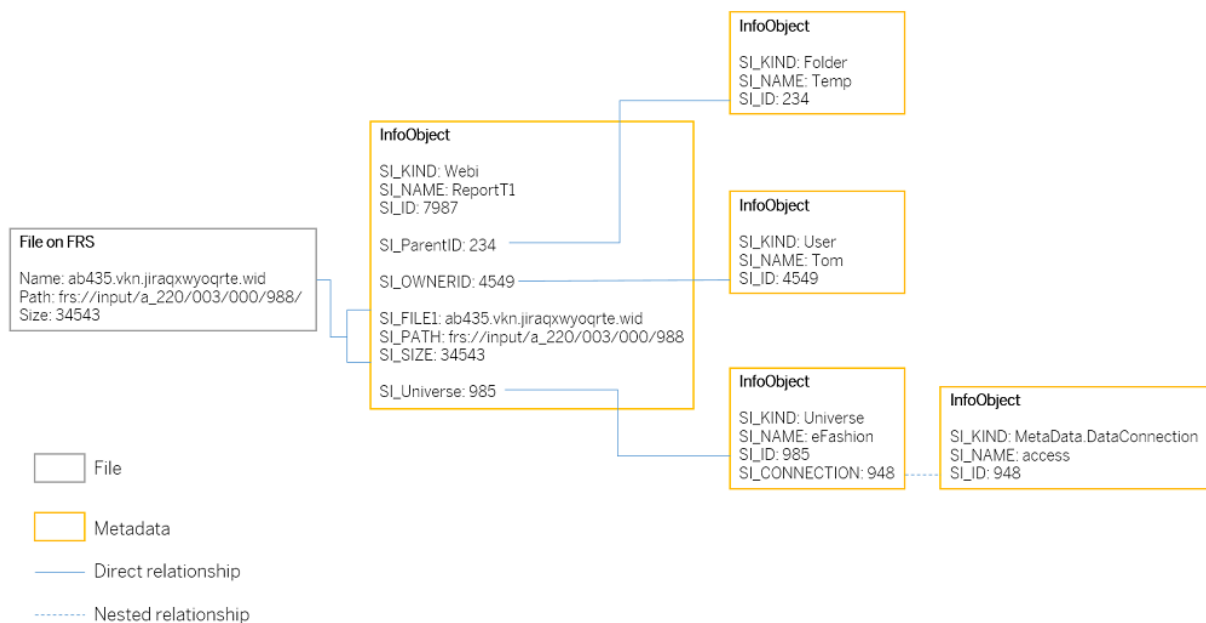 InfoObject
SI_KIND: Folder
SI_NAME: Temp
SI_ID: 234
InfoObject
SI_KIND: Webi
SI_NAME: ReportT1
SI_ID: 7987
SI_ParentID: 234
SI_OWNERID: 4549
SI_FILE1: ab435.vkn.jiraqxwyoqrte.wid
SI_PATH: frs://input/a_220/003/000/988
SI_SIZE: 34543
SI_Universe: 985
InfoObject
SI_KIND: User
SI_NAME: Tom
SI_ID: 4549
File on FRS
Name: ab435.vkn.jiraqxwyoqrte.wid
Path: frs://input/a_220/003/000/988/
Size: 34543
InfoObject
SI_KIND: Universe
SI_NAME: eFashion
SI_ID: 985
SI_CONNECTION: 948
InfoObject
SI_KIND: MetaData.DataConnection
SI_NAME: access
SI_ID: 948
File
Metadada
Direct relationship
Nested relationship